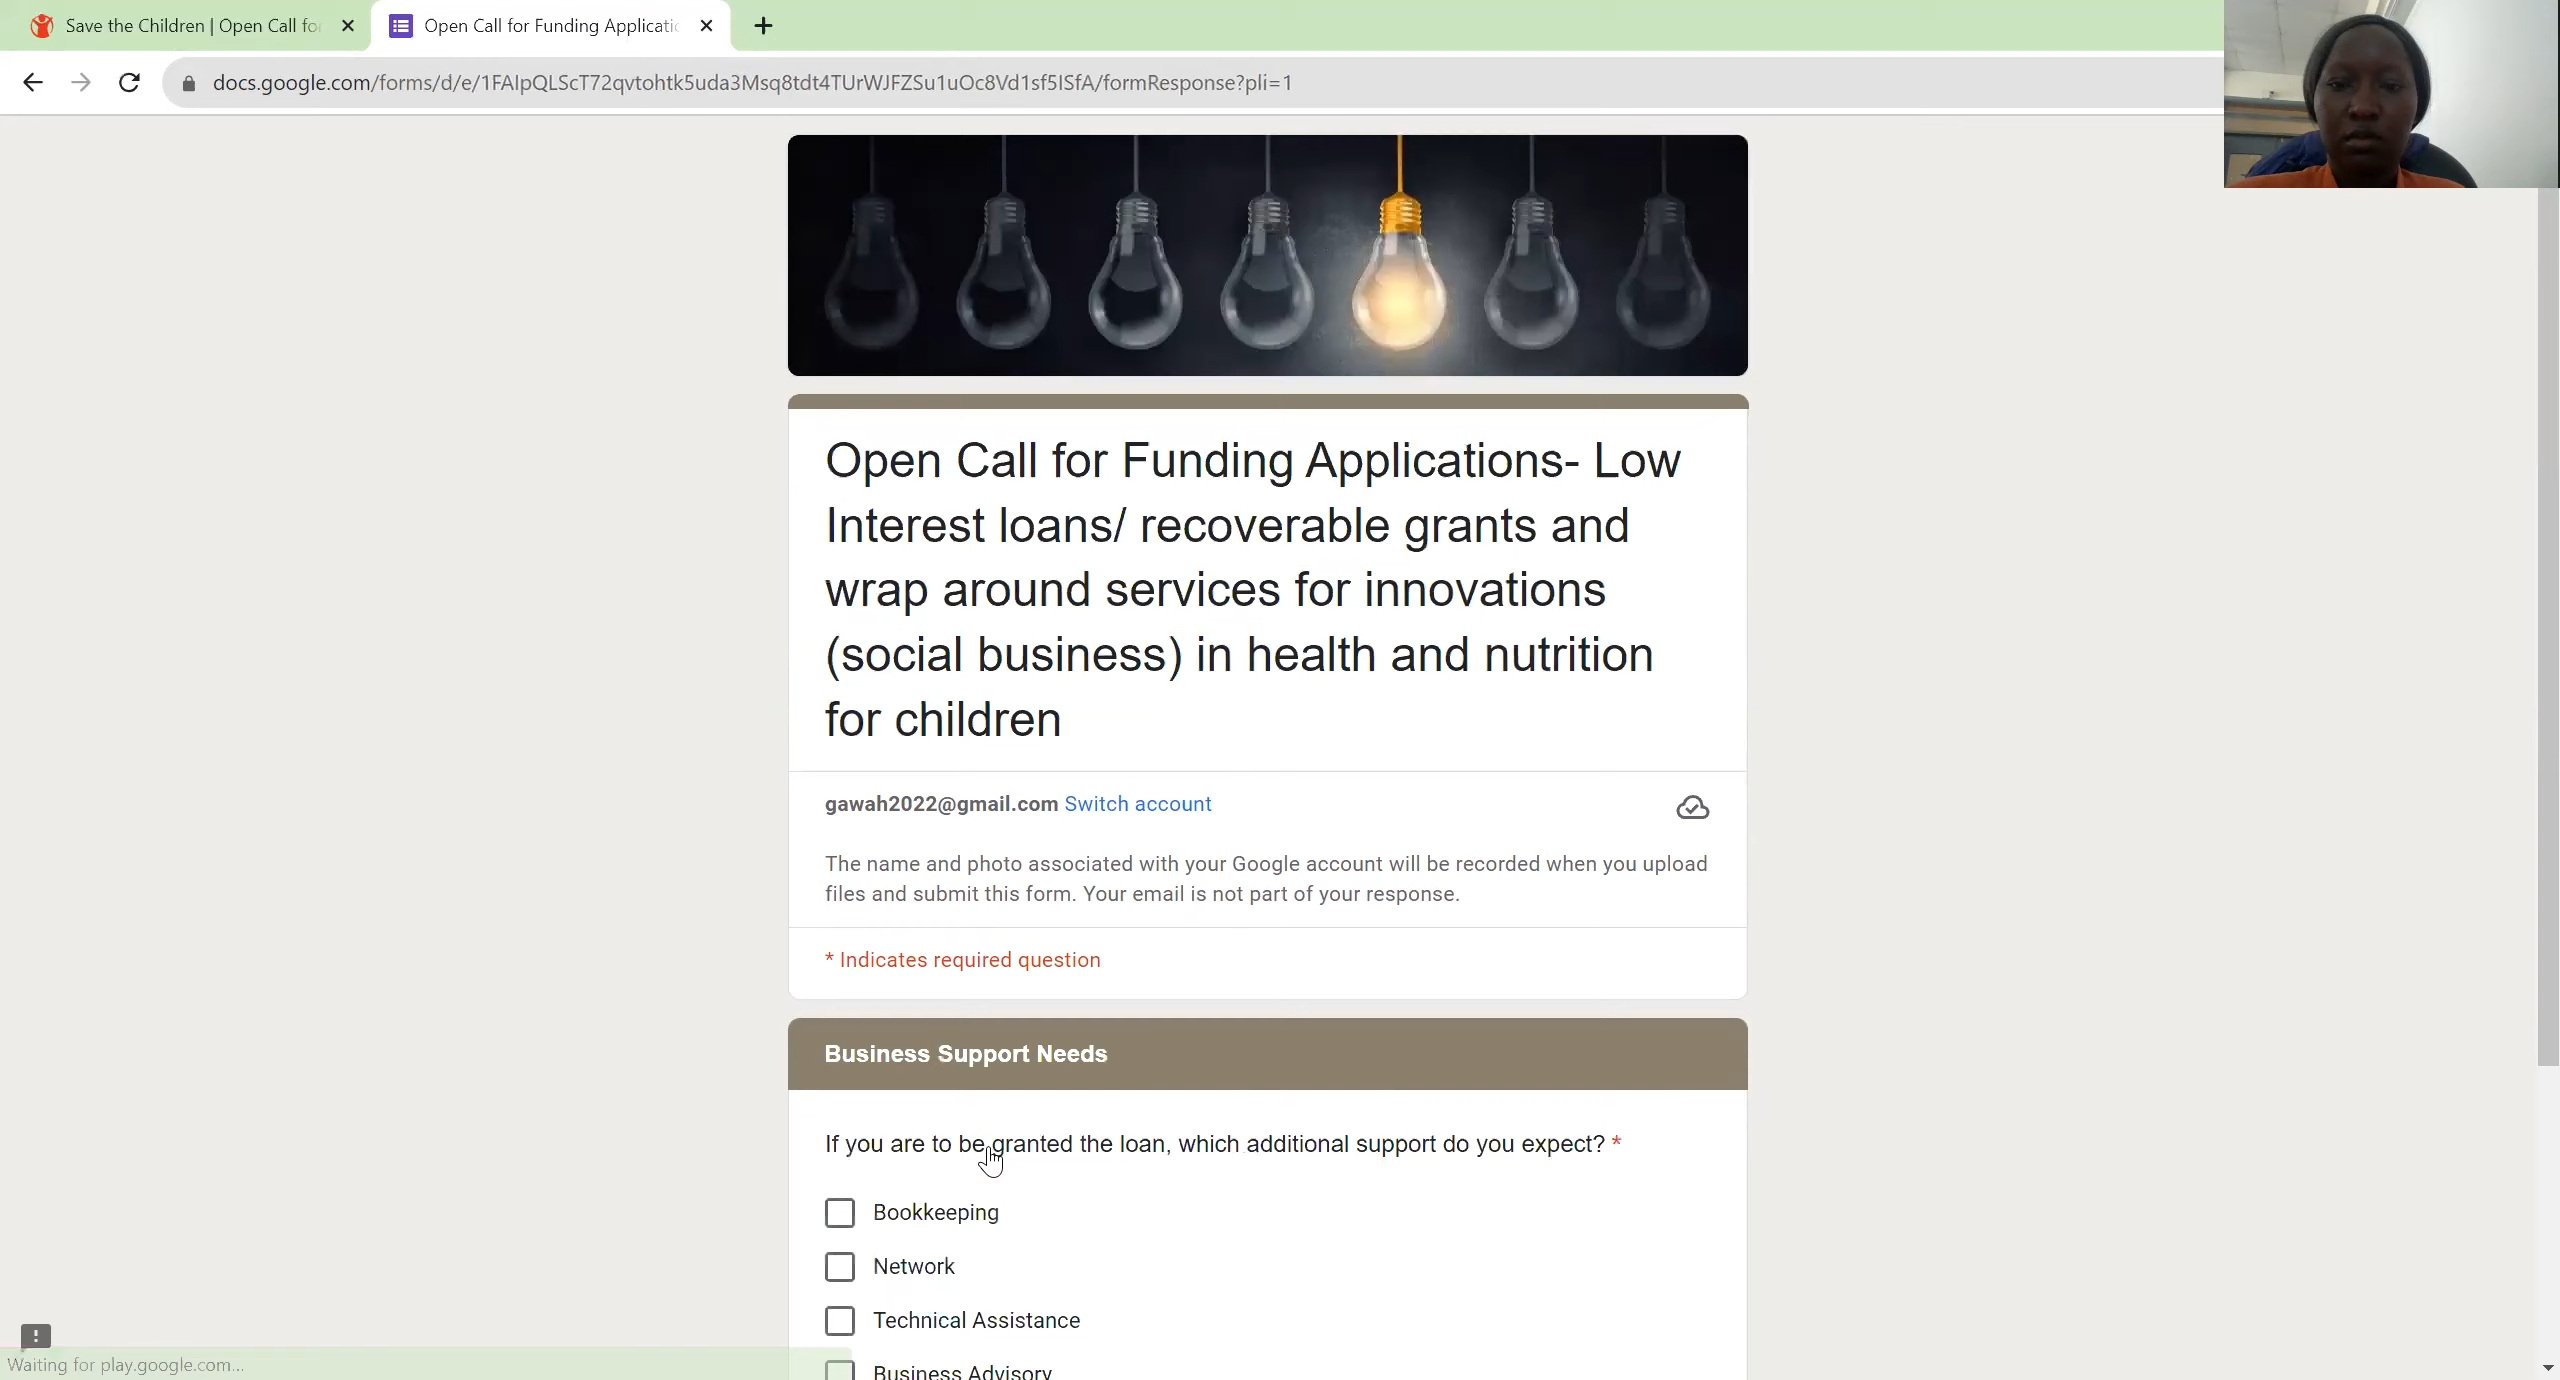 Save the Children | Open Call fo
Open Call for Funding Applicatio
docs.google.com/forms/d/e/1FAIpQLScT72qvtohtk5uda3Msq8tdt4TUrWJFZSu1uOc8Vd1sf5ISfA/formResponse?pli=1
Open Call for Funding Applications- Low
Interest loans/ recoverable grants and
wrap around services for innovations
(social business) in health and nutrition
for children
gawah2022@gmail.com Switch account
The name and photo associated with your Google account will be recorded when you upload
files and submit this form. Your email is not part of your response.
* Indicates required question
Business Support Needs
If you are to be granted the loan, which additional support do you expect? *
Bookkeeping
Network
Technical Assistance
Business Advisory
Waiting for play.google.com...